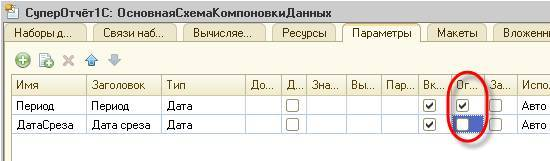 СуперОтчёт1С: ОсновнаяСхемаКомпоновкиДанных
Наборы д... Связи наб... Вычисляе... Ресурсы Параметры Макеты Вложенн
Имя Заголовок Тип До... Д... Зна... Вы... Пар... Вк... Ог... За... Испол
Период Период Дата Авто
ДатаСреза Дата среза Дата Авто